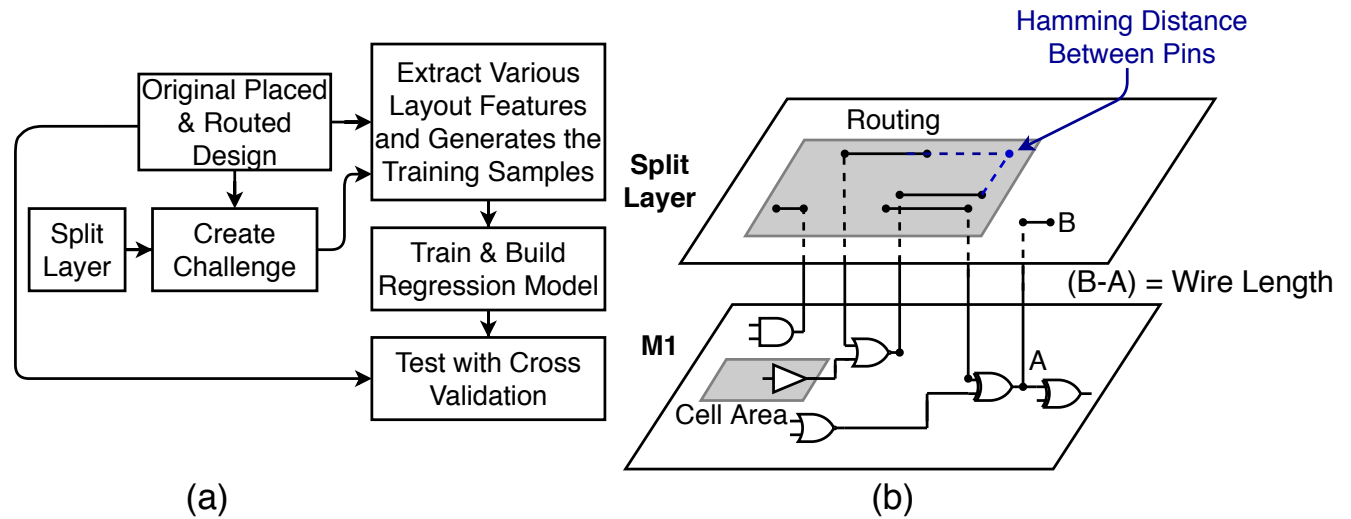 Original Placed
& Routed
Design
Split
Layer
Create
Challenge
Extract Various
Layout Features
and Generates the
Training Samples
Train & Build
Regression Model
Test with Cross
Validation
(a)
Hamming Distance
Between Pins
Routing
Split
Layer
B
(B-A) = Wire Length
M1
A
Cell Area
(b)